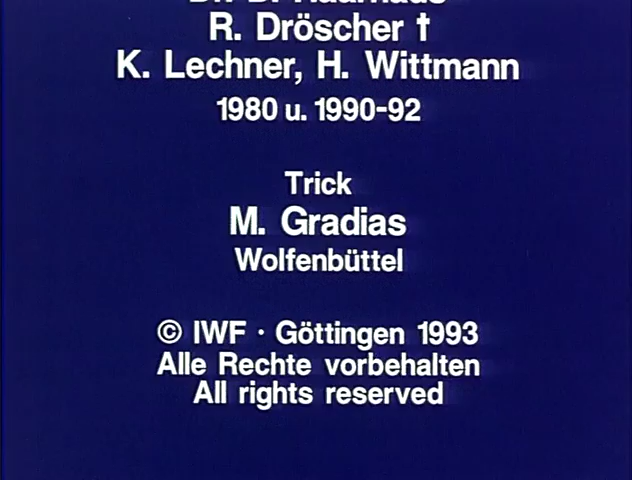 R. Dröscher †
K. Lechner, H. Wittmann
1980 u. 1990-92
Trick
M. Gradias
Wolfenbüttel
© IWF · Göttingen 1993
Alle Rechte vorbehalten
All rights reserved